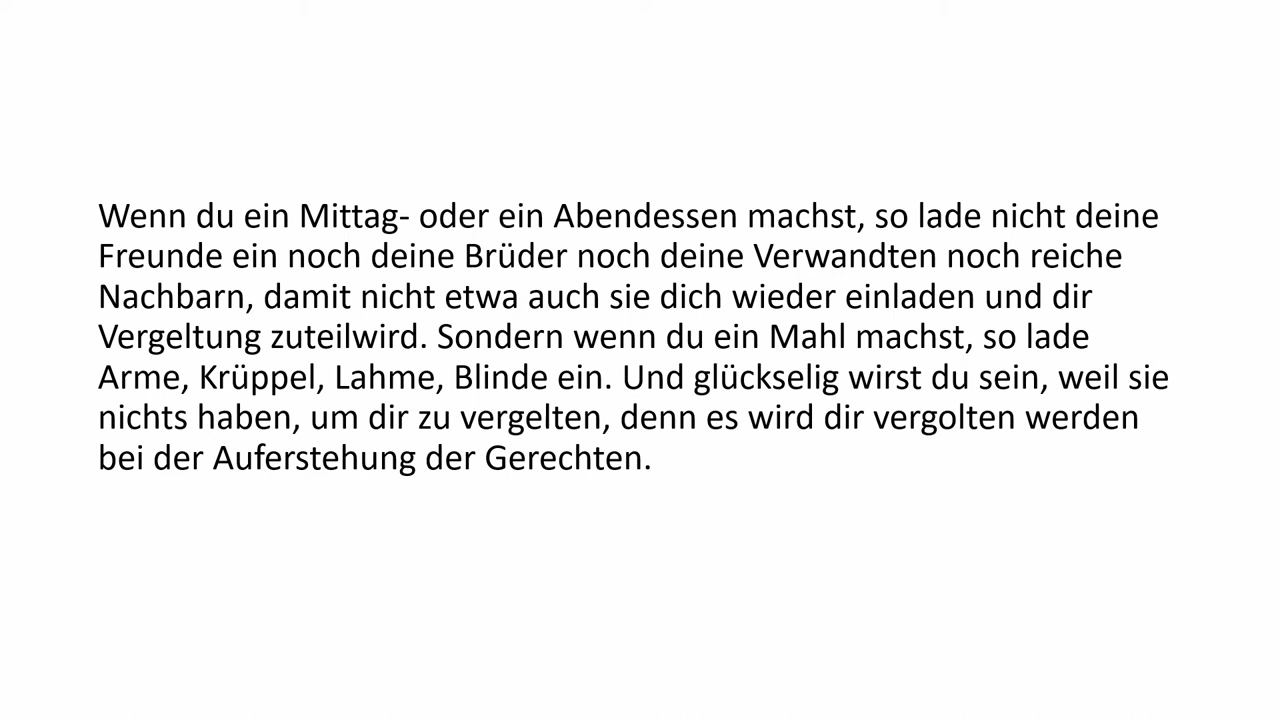 Wenn du ein Mittag- oder ein Abendessen machst, so lade nicht deine
Freunde ein noch deine Brüder noch deine Verwandten noch reiche
Nachbarn, damit nicht etwa auch sie dich wieder einladen und dir
Vergeltung zuteilwird. Sondern wenn du ein Mahl machst, so lade
Arme, Krüppel, Lahme, Blinde ein. Und glückselig wirst du sein, weil sie
nichts haben, um dir zu vergelten, denn es wird dir vergolten werden
bei der Auferstehung der Gerechten.